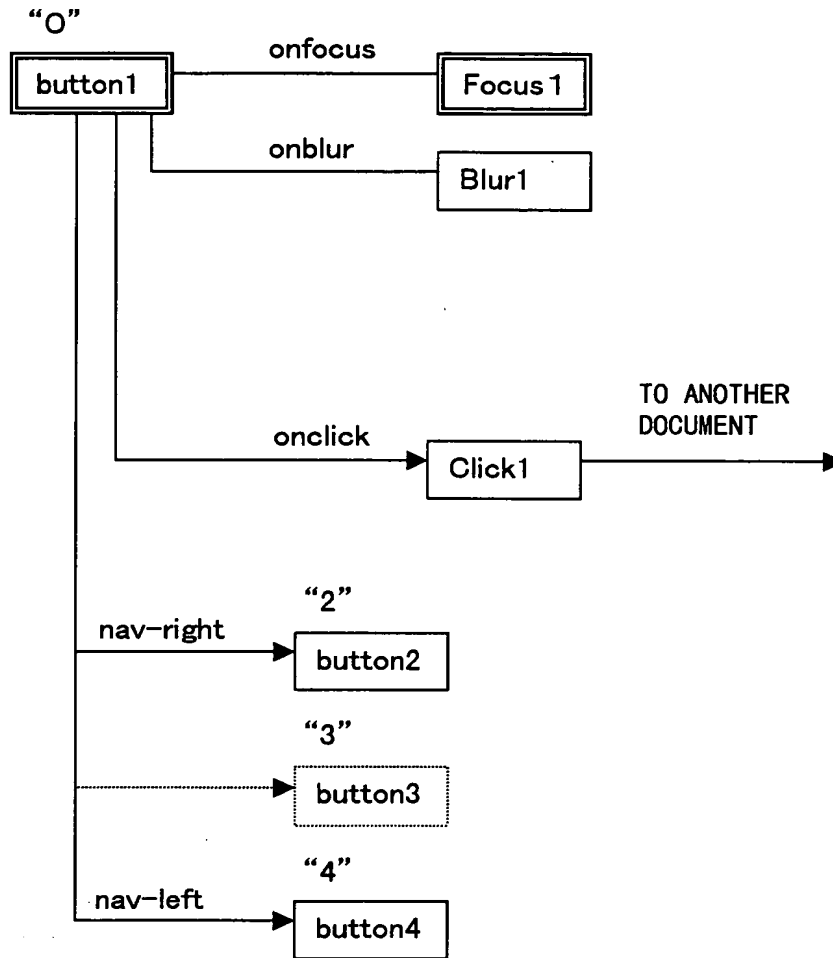 “0”
button1
onfocus
Focus1
onblur
Blur1
TO ANOTHER
DOCUMENT
onclick
Click1
“2”
nav-right
button2
“3”
button3
“4”
nav-left
button4